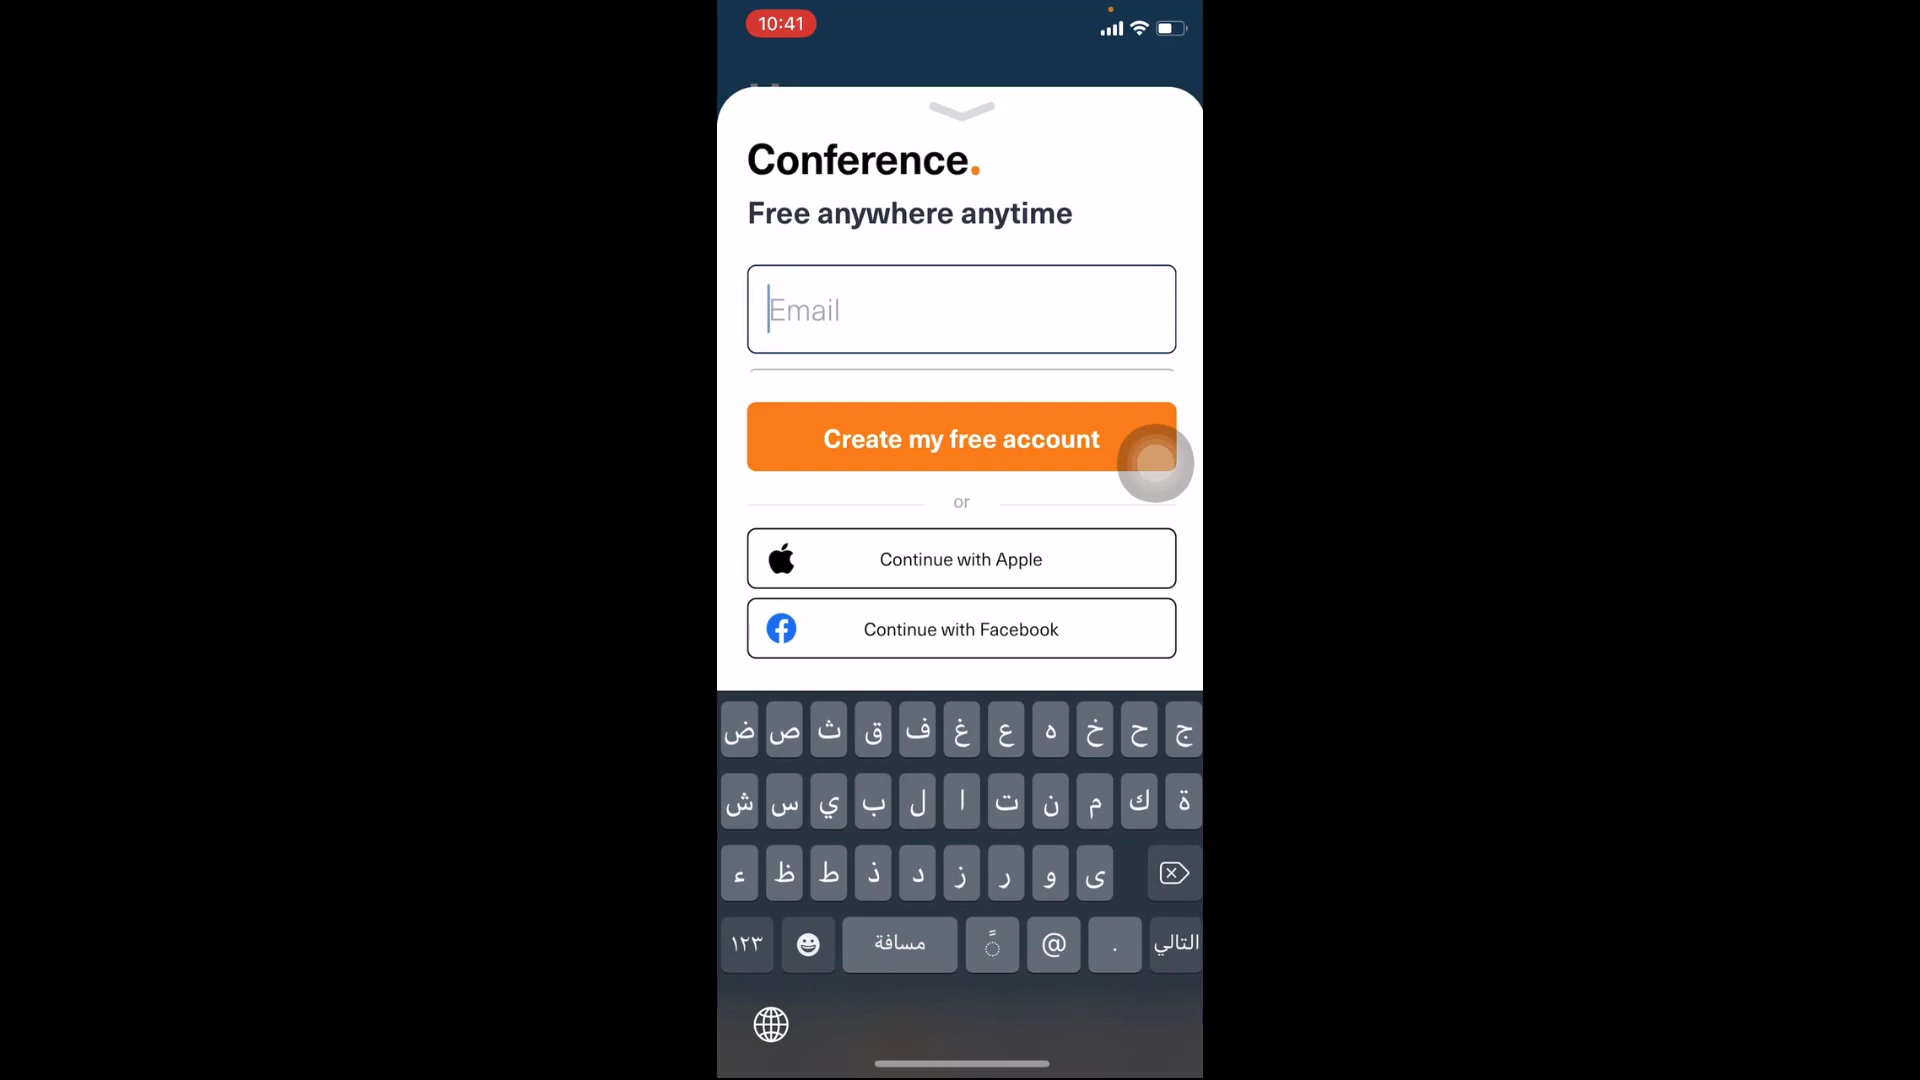 10:41
Conference.
Free anywhere anytime
Email
Create my free account
or
Continue with Apple
Continue with Facebook
ض ص ث ق ف غ ع ه خ ح ج
ش س ي ب ل ا ت ن م ك ة
ء ظ ط ذ د ز ر و ى
١٢٣ مسافة @ . التالي